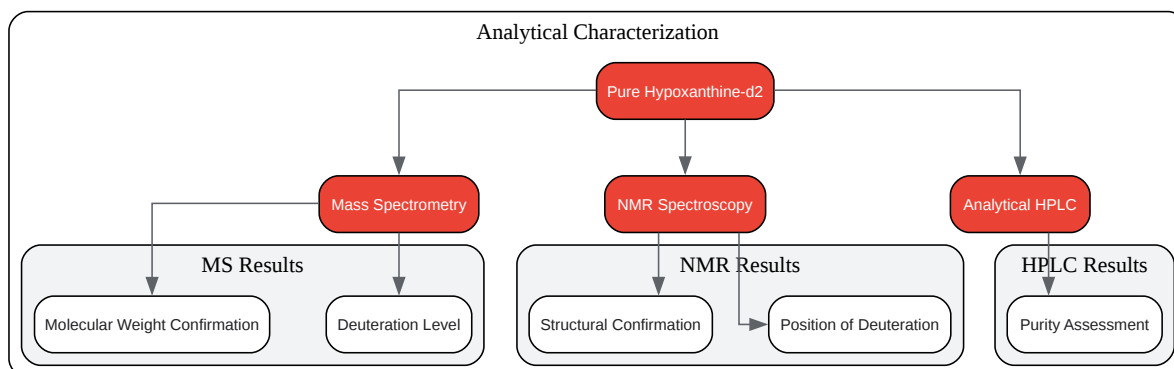 Analytical Characterization
Pure Hypoxanthine-d2
Mass Spectrometry
NMR Spectroscopy
Analytical HPLC
MS Results
NMR Results
HPLC Results
Molecular Weight Confirmation
Deuteration Level
Structural Confirmation
Position of Deuteration
Purity Assessment